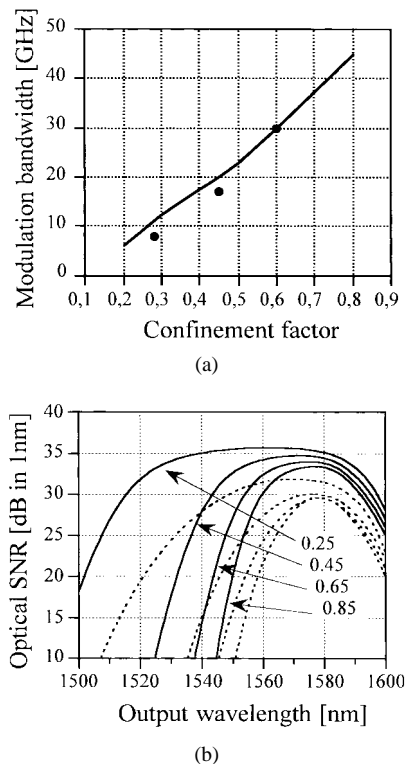 50
40
30
20
10
0
Modulation bandwidth [GHz]
0,1 0,2 0,3 0,4 0,5 0,6 0,7 0,8 0,9
Confinement factor
(a)
40
35
30
25
20
15
10
Optical SNR [dB in 1nm]
0.25
0.45
0.65
0.85
1500 1520 1540 1560 1580 1600
Output wavelength [nm]
(b)